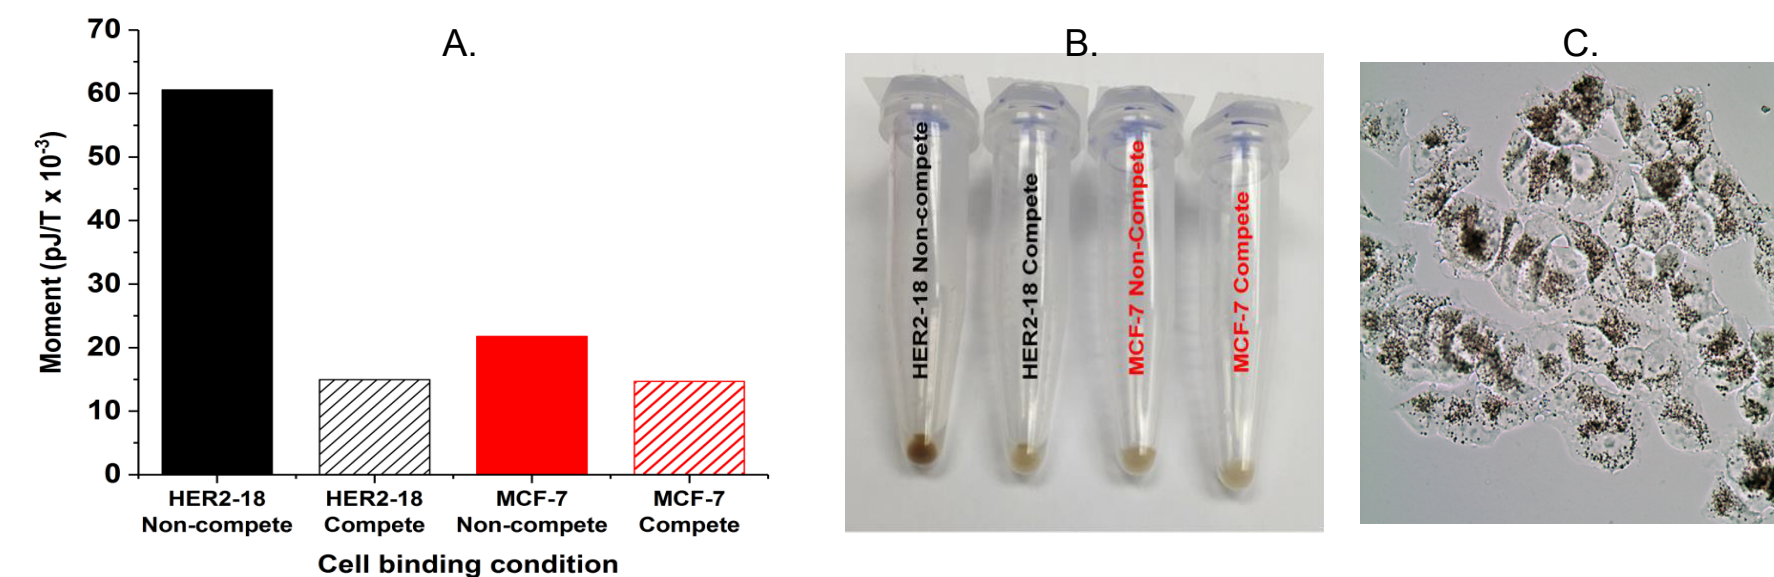 A.
70
60
50
40
30
20
10
0
Moment (pJ/T x 10⁻³)
HER2-18
Non-compete
HER2-18
Compete
MCF-7
Non-compete
MCF-7
Compete
Cell binding condition
B.
HER2-18 Non-compete
HER2-18 Compete
MCF-7 Non-Compete
MCF-7 Compete
C.